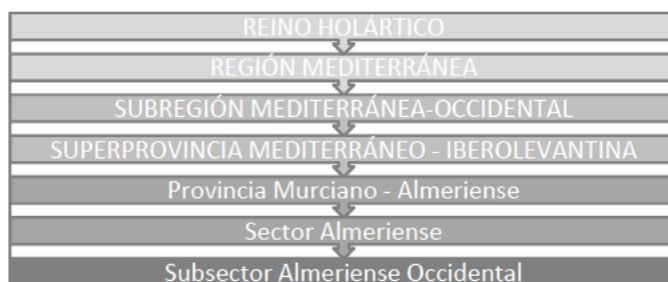 REINO HOLÁRTICO
REGIÓN MEDITERRÁNEA
SUBREGIÓN MEDITERRÁNEA-OCCIDENTAL
SUPERPROVINCIA MEDITERRÁNEO - IBEROLEVANTINA
Provincia Murciano - Almeriense
Sector Almeriense
Subsector Almeriense Occidental